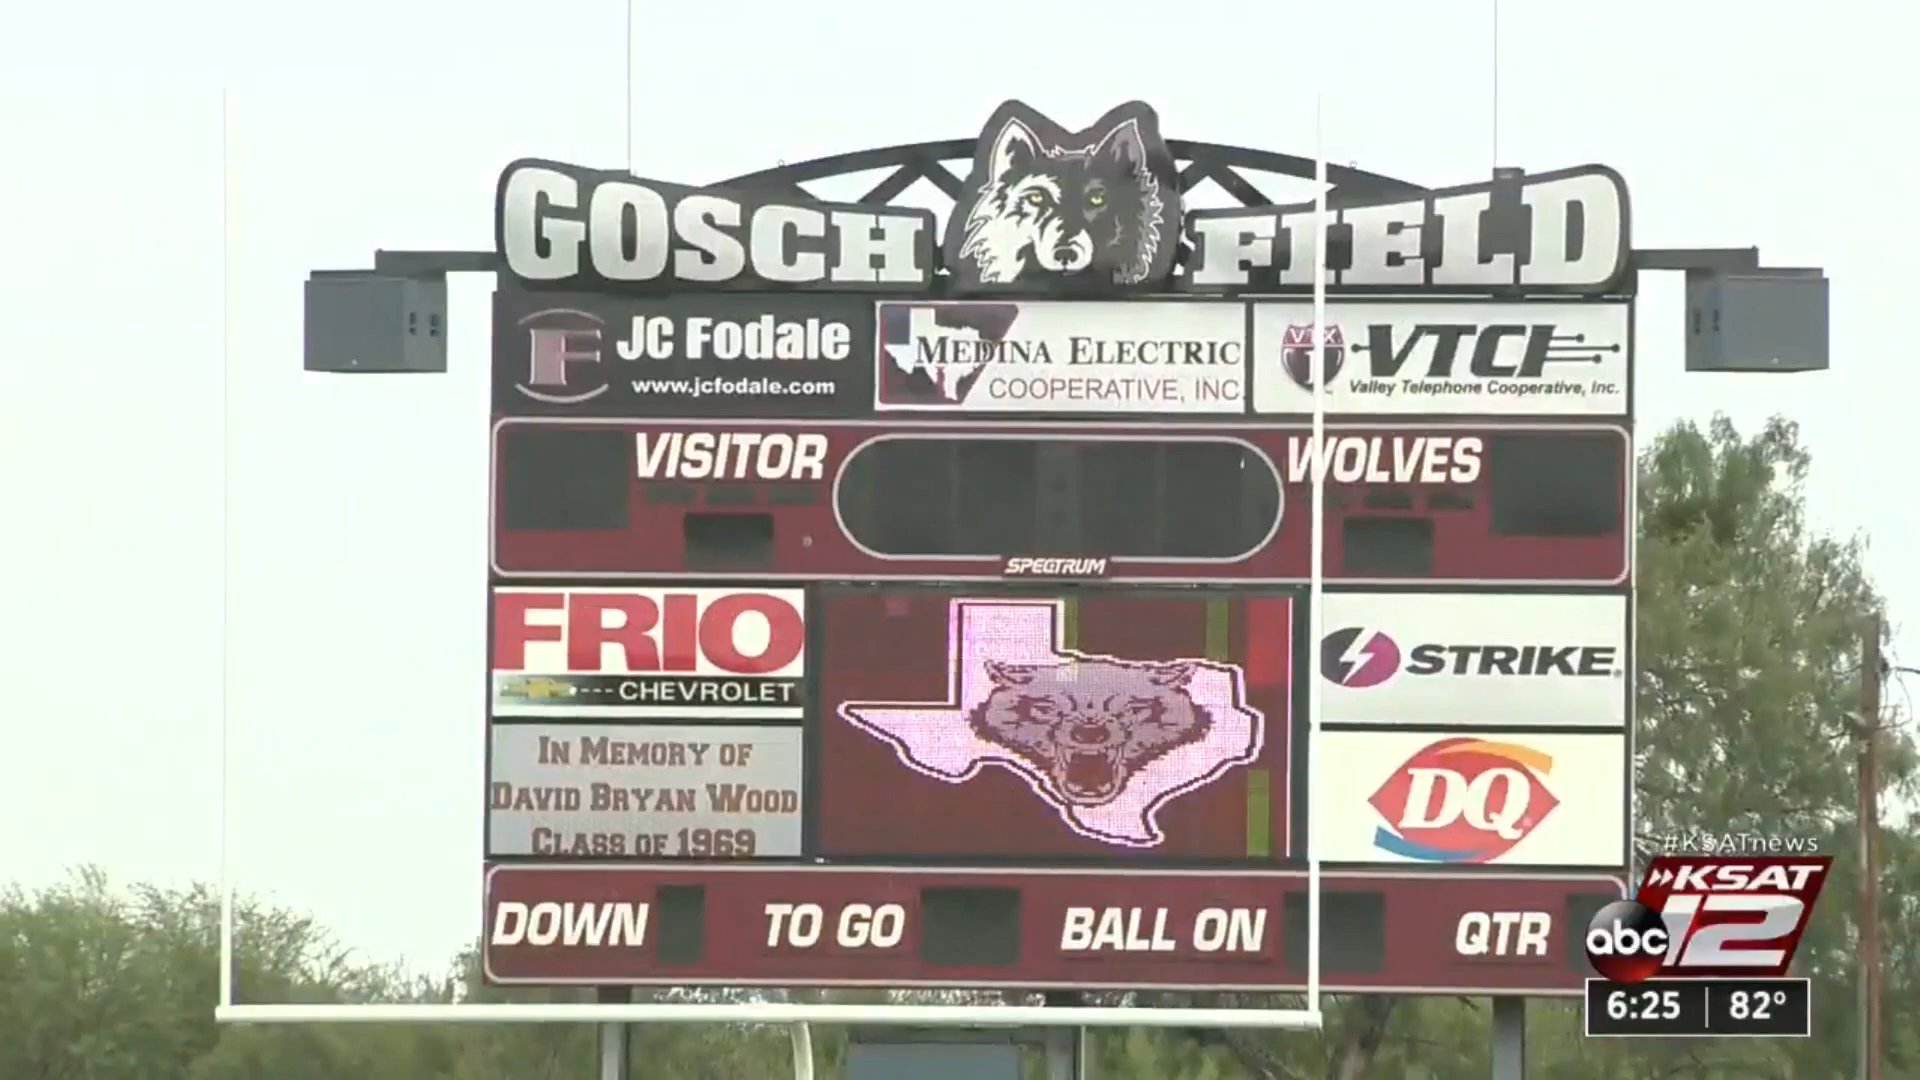 GOSCH FIELD
F JC Fodale
www.jcfodale.com
MEDINA ELECTRIC
COOPERATIVE, INC.
VTX
1
VTCI
Valley Telephone Cooperative, Inc.
VISITOR
WOLVES
SPECTRUM
FRIO
CHEVROLET
STRIKE
IN MEMORY OF
DAVID BRYAN WOOD
CLASS OF 1969
DQ
DOWN TO GO BALL ON QTR
#KSATnews
KSAT
abc 12
6:25 82°